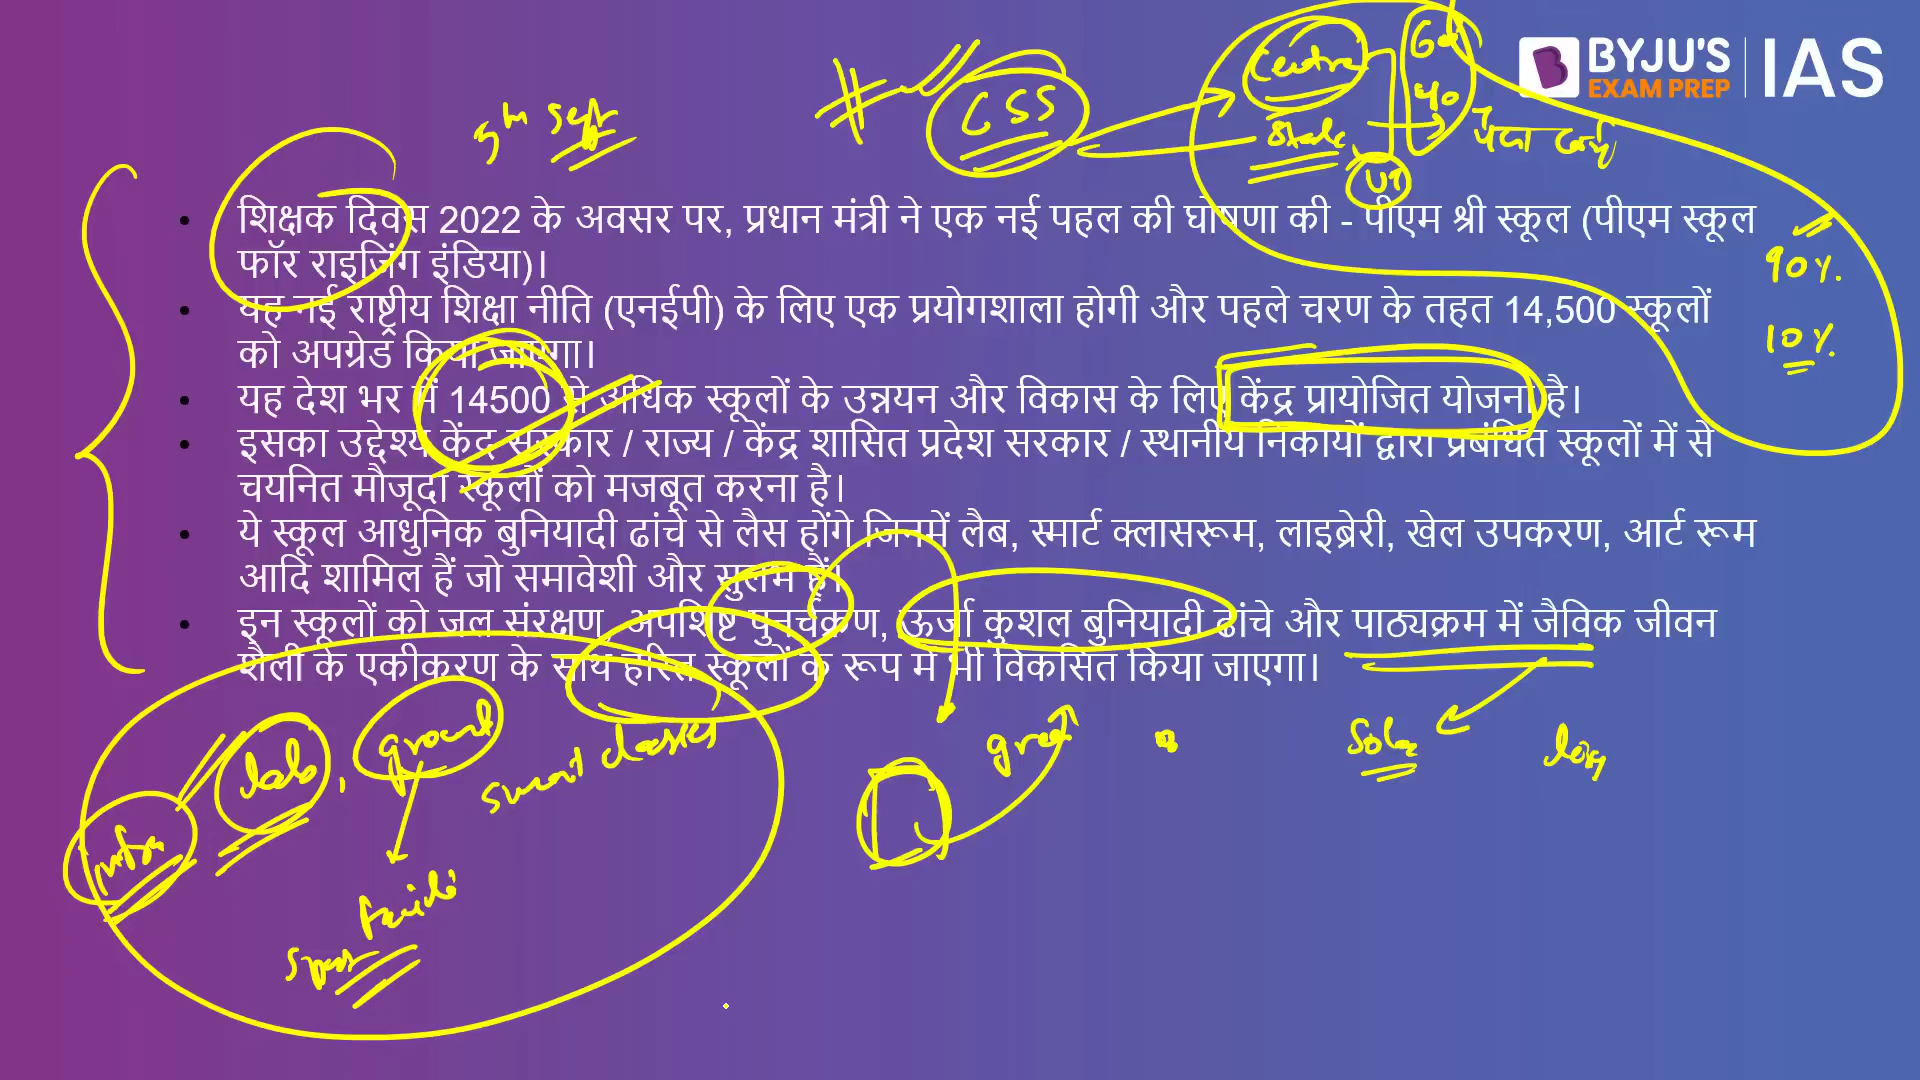 BYJU'S
EXAM PREP
IAS
5th Sept
CSS
Centre
60
State
40
UT
पैसा
शिक्षक दिवस 2022 के अवसर पर, प्रधान मंत्री ने एक नई पहल की घोषणा की - पीएम श्री स्कूल (पीएम स्कूल
फॉर राइजिंग इंडिया)।
90%.
यह नई राष्ट्रीय शिक्षा नीति (एनईपी) के लिए एक प्रयोगशाला होगी और पहले चरण के तहत 14,500 स्कूलों
10%.
को अपग्रेड किया जाएगा।
यह देश भर में 14500 से अधिक स्कूलों के उन्नयन और विकास के लिए केंद्र प्रायोजित योजना है।
इसका उद्देश्य केंद्र सरकार / राज्य / केंद्र शासित प्रदेश सरकार / स्थानीय निकायों द्वारा प्रबंधित स्कूलों में से
चयनित मौजूदा स्कूलों को मजबूत करना है।
ये स्कूल आधुनिक बुनियादी ढांचे से लैस होंगे जिनमें लैब, स्मार्ट क्लासरूम, लाइब्रेरी, खेल उपकरण, आर्ट रूम
आदि शामिल हैं जो समावेशी और सुलभ हैं।
इन स्कूलों को जल संरक्षण, अपशिष्ट पुनर्चक्रण, ऊर्जा कुशल बुनियादी ढांचे और पाठ्यक्रम में जैविक जीवन
शैली के एकीकरण के साथ हरित स्कूलों के रूप में भी विकसित किया जाएगा।
lab, ground
smart classes
green
Solar
infra